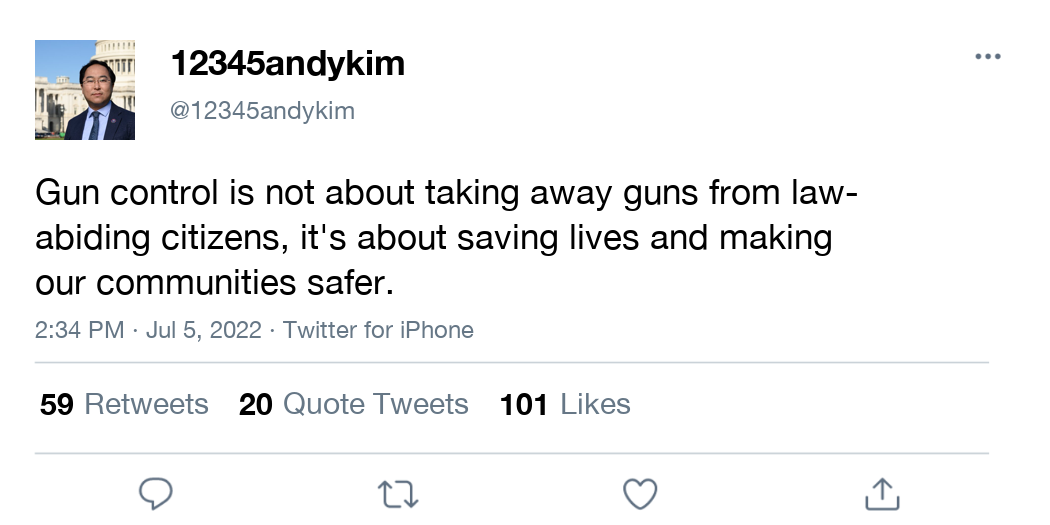 12345andykim
@12345andykim
Gun control is not about taking away guns from law-
abiding citizens, it's about saving lives and making
our communities safer.
2:34 PM · Jul 5, 2022 · Twitter for iPhone
59 Retweets 20 Quote Tweets 101 Likes